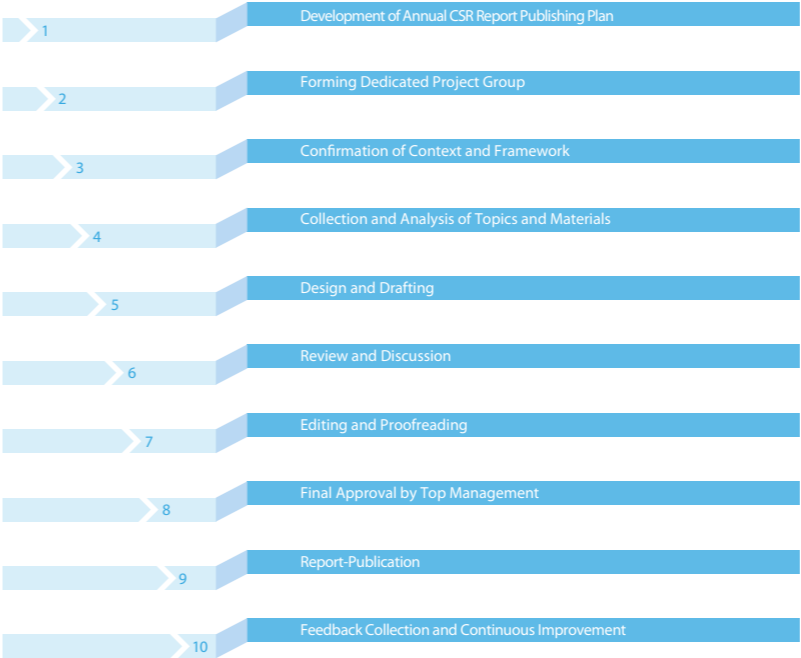 1 Development of Annual CSR Report Publishing Plan
2 Forming Dedicated Project Group
3 Confirmation of Context and Framework
4 Collection and Analysis of Topics and Materials
5 Design and Drafting
6 Review and Discussion
7 Editing and Proofreading
8 Final Approval by Top Management
9 Report-Publication
10 Feedback Collection and Continuous Improvement